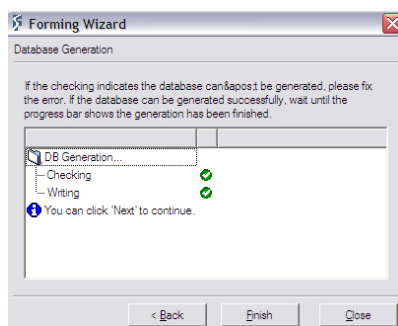 Forming Wizard
Database Generation
If the checking indicates the database can&apos;t be generated, please fix
the error. If the database can be generated successfully, wait until the
progress bar shows the generation has been finished.
DB Generation...
Checking
Writing
You can click 'Next' to continue.
< Back
Finish
Close